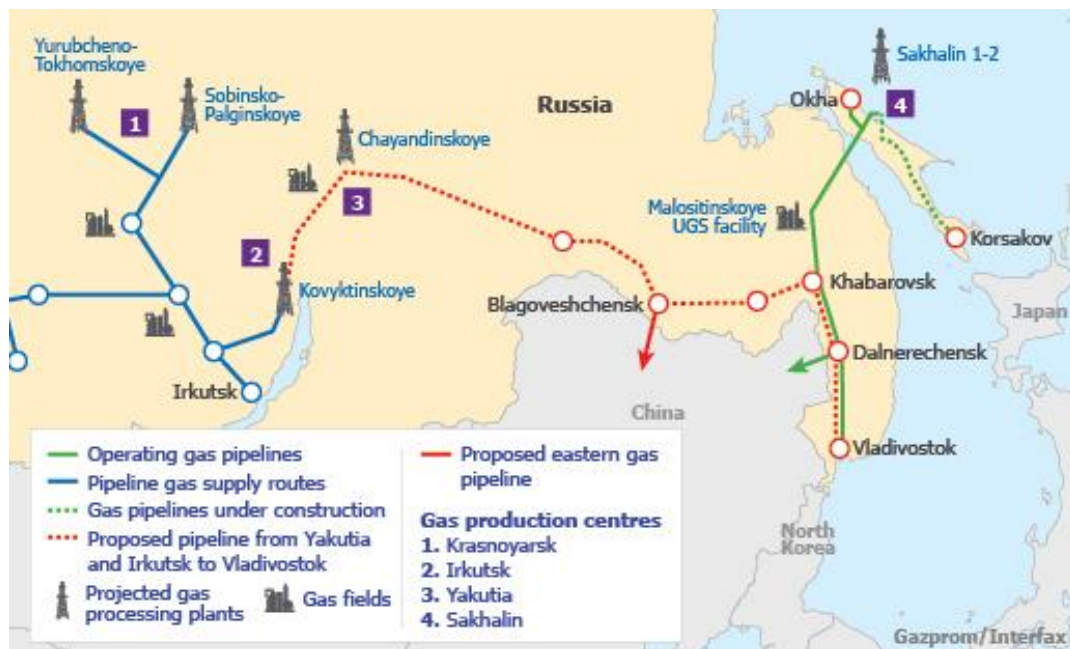 Yurubcheno-
Tokhomskoye
1
Sobinsko-
Palginskoye
Russia
Sakhalin 1-2
Okha
4
Chayandinskoye
3
Malositinskoye
UGS facility
Korsakov
2
Kovyktinskoye
Khabarovsk
Blagoveshchensk
Japan
Dalnerechensk
Irkutsk
China
Vladivostok
North
Korea
Operating gas pipelines
Pipeline gas supply routes
Gas pipelines under construction
Proposed pipeline from Yakutia
and Irkutsk to Vladivostok
Projected gas
processing plants
Gas fields
Proposed eastern gas
pipeline
Gas production centres
1. Krasnoyarsk
2. Irkutsk
3. Yakutia
4. Sakhalin
Gazprom/Interfax